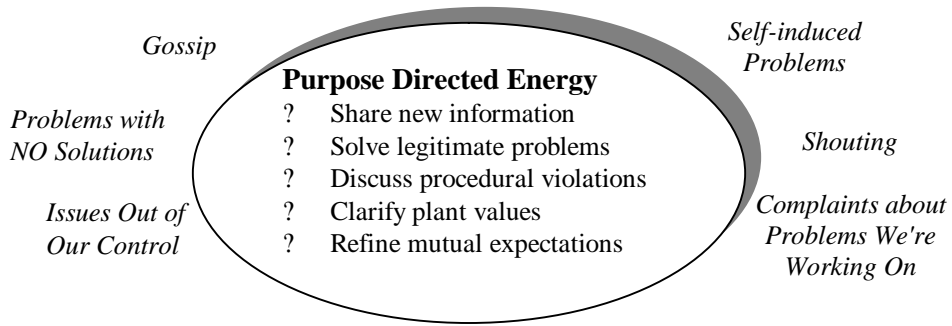 Gossip
Problems with
NO Solutions
Issues Out of
Our Control
Purpose Directed Energy
? Share new information
? Solve legitimate problems
? Discuss procedural violations
? Clarify plant values
? Refine mutual expectations
Self-induced
Problems
Shouting
Complaints about
Problems We're
Working On